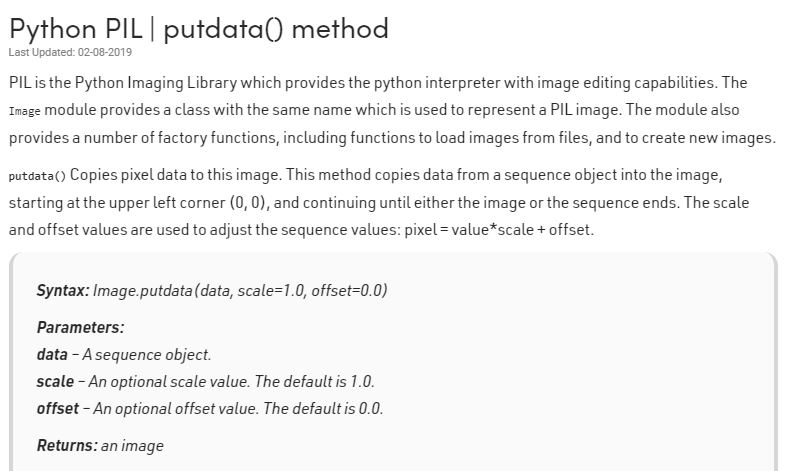 Python PIL | putdata() method
Last Updated: 02-08-2019
PIL is the Python Imaging Library which provides the python interpreter with image editing capabilities. The
Image module provides a class with the same name which is used to represent a PIL image. The module also
provides a number of factory functions, including functions to load images from files, and to create new images.
putdata() Copies pixel data to this image. This method copies data from a sequence object into the image,
starting at the upper left corner (0, 0), and continuing until either the image or the sequence ends. The scale
and offset values are used to adjust the sequence values: pixel = value*scale + offset.
Syntax: Image.putdata(data, scale=1.0, offset=0.0)
Parameters:
data – A sequence object.
scale – An optional scale value. The default is 1.0.
offset – An optional offset value. The default is 0.0.
Returns: an image